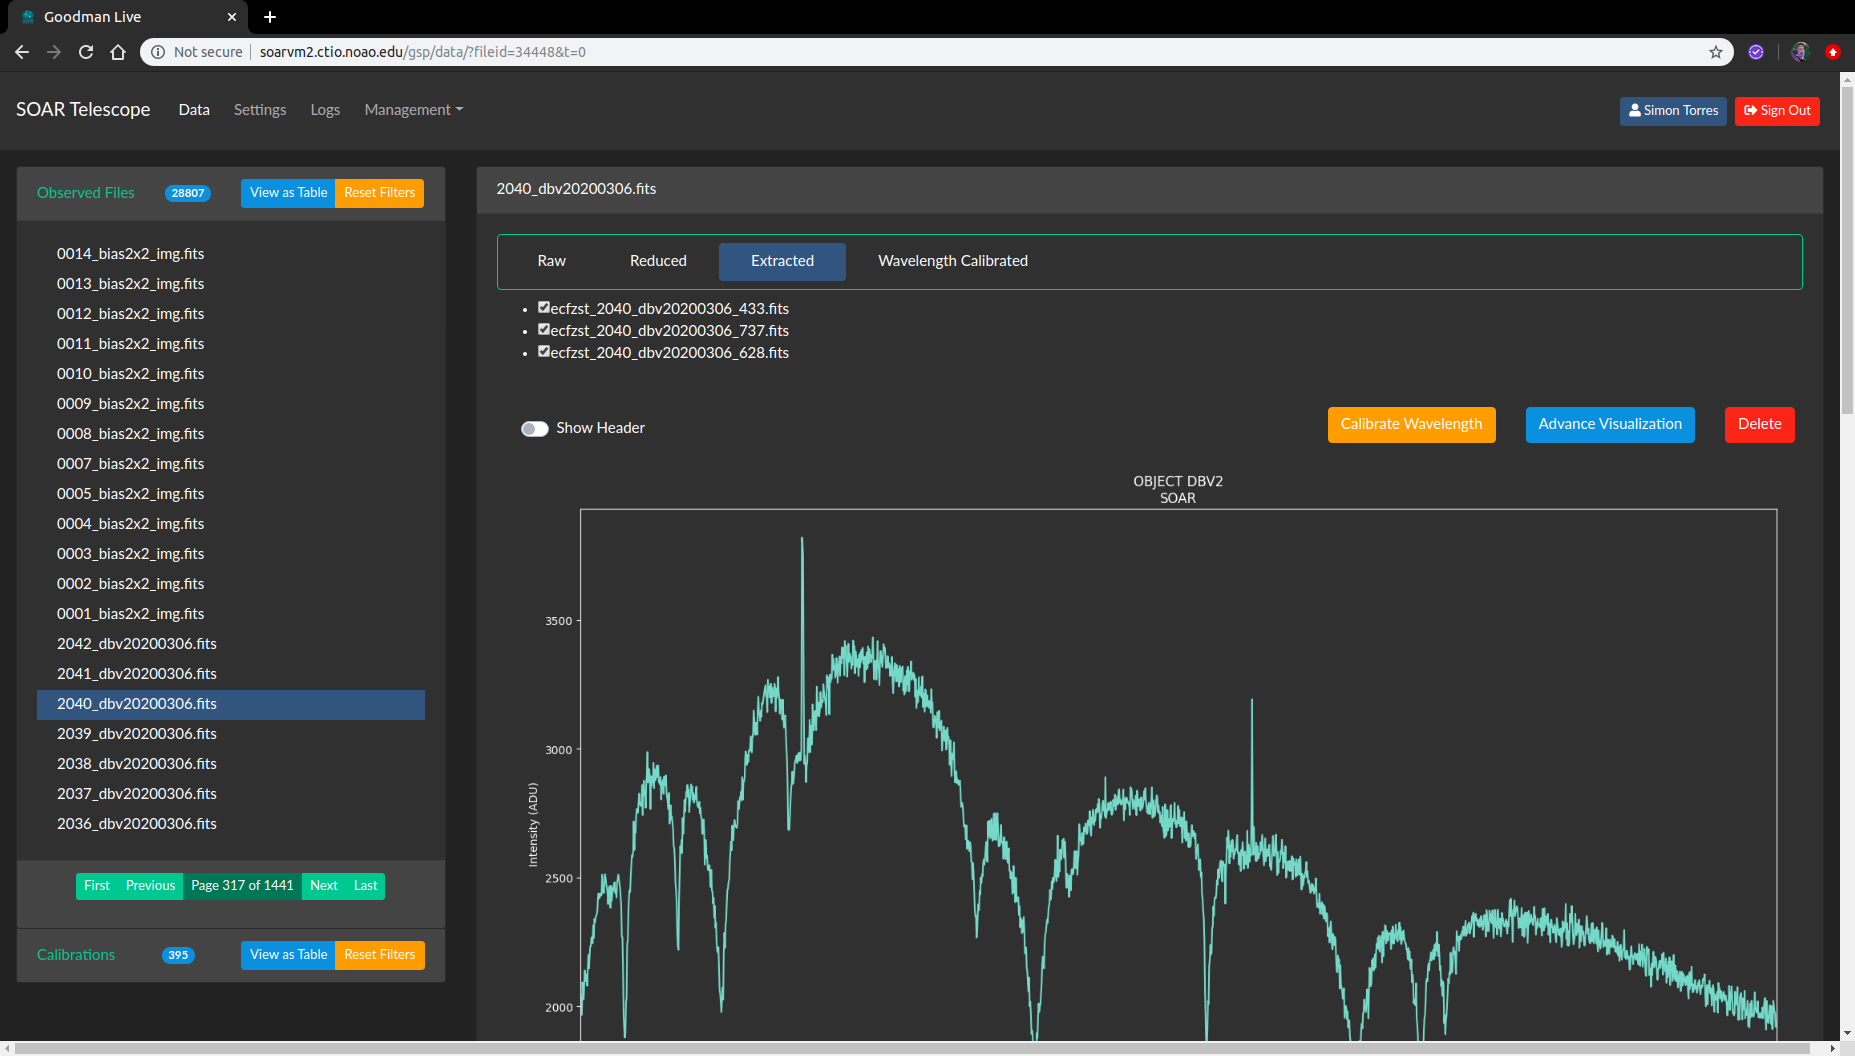 Goodman Live
Not secure soarvm2.ctio.noao.edu/gsp/data/?fileid=34448&t=0
SOAR Telescope Data Settings Logs Management Simon Torres Sign Out
Observed Files 28807 View as Table Reset Filters
0014_bias2x2_img.fits
0013_bias2x2_img.fits
0012_bias2x2_img.fits
0011_bias2x2_img.fits
0010_bias2x2_img.fits
0009_bias2x2_img.fits
0008_bias2x2_img.fits
0007_bias2x2_img.fits
0005_bias2x2_img.fits
0004_bias2x2_img.fits
0003_bias2x2_img.fits
0002_bias2x2_img.fits
0001_bias2x2_img.fits
2042_dbv20200306.fits
2041_dbv20200306.fits
2040_dbv20200306.fits
2039_dbv20200306.fits
2038_dbv20200306.fits
2037_dbv20200306.fits
2036_dbv20200306.fits
First Previous Page 317 of 1441 Next Last
Calibrations 395 View as Table Reset Filters
2040_dbv20200306.fits
Raw Reduced Extracted Wavelength Calibrated
ecfzst_2040_dbv20200306_433.fits
ecfzst_2040_dbv20200306_737.fits
ecfzst_2040_dbv20200306_628.fits
Show Header Calibrate Wavelength Advance Visualization Delete
OBJECT DBV2
SOAR
3500
3000
Intensity (ADU)
2500
2000